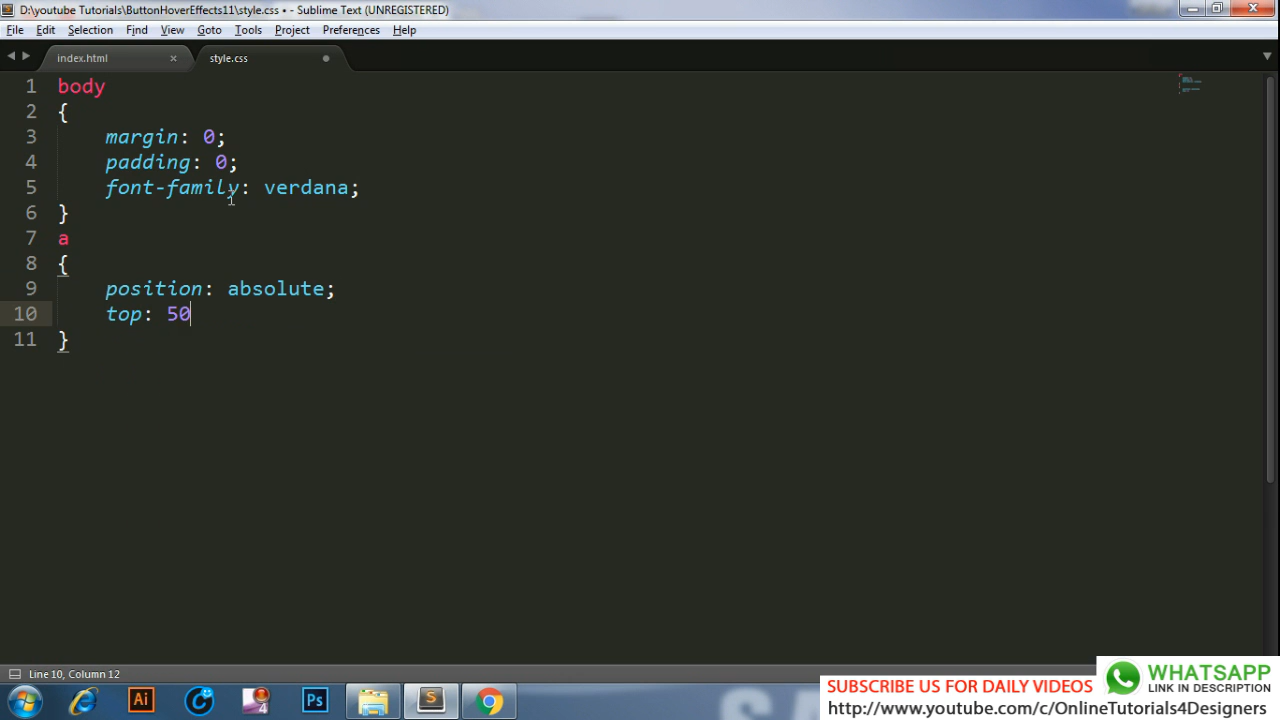 D:\youtube Tutorials\ButtonHoverEffects11\style.css • - Sublime Text (UNREGISTERED)
File Edit Selection Find View Goto Tools Project Preferences Help
index.html × style.css
1 body
2 {
3 margin: 0;
4 padding: 0;
5 font-family: verdana;
6 }
7 a
8 {
9 position: absolute;
10 top: 50
11 }
Line 10, Column 12
WHATSAPP
LINK IN DESCRIPTION
SUBSCRIBE US FOR DAILY VIDEOS
http://www.youtube.com/c/OnlineTutorials4Designers
Ai
4
Ps
S